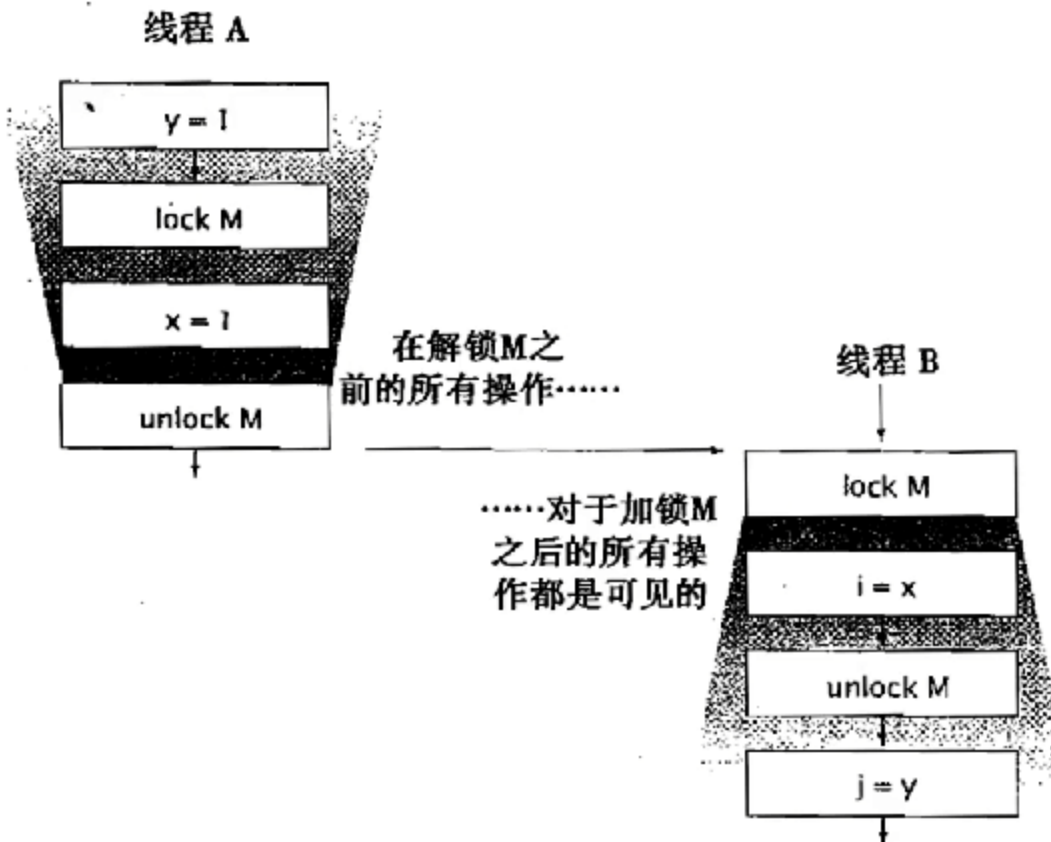 线程 A
y = 1
lock M
x = 1
unlock M
在解锁M之
前的所有操作……
线程 B
lock M
……对于加锁M
之后的所有操
作都是可见的
i = x
unlock M
j = y